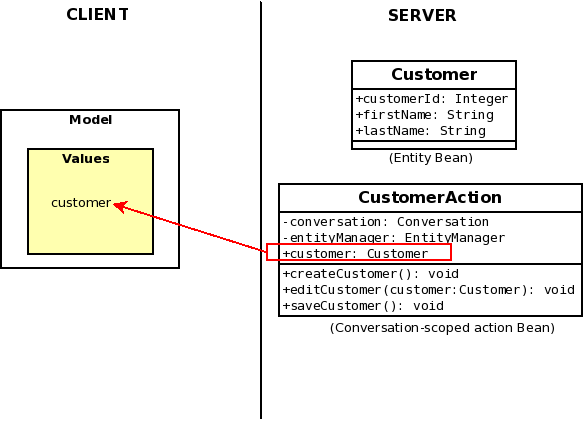 CLIENT
SERVER
Model
Values
customer
Customer
+customerId: Integer
+firstName: String
+lastName: String
(Entity Bean)
CustomerAction
-conversation: Conversation
-entityManager: EntityManager
+customer: Customer
+createCustomer(): void
+editCustomer(customer:Customer): void
+saveCustomer(): void
(Conversation-scoped action Bean)